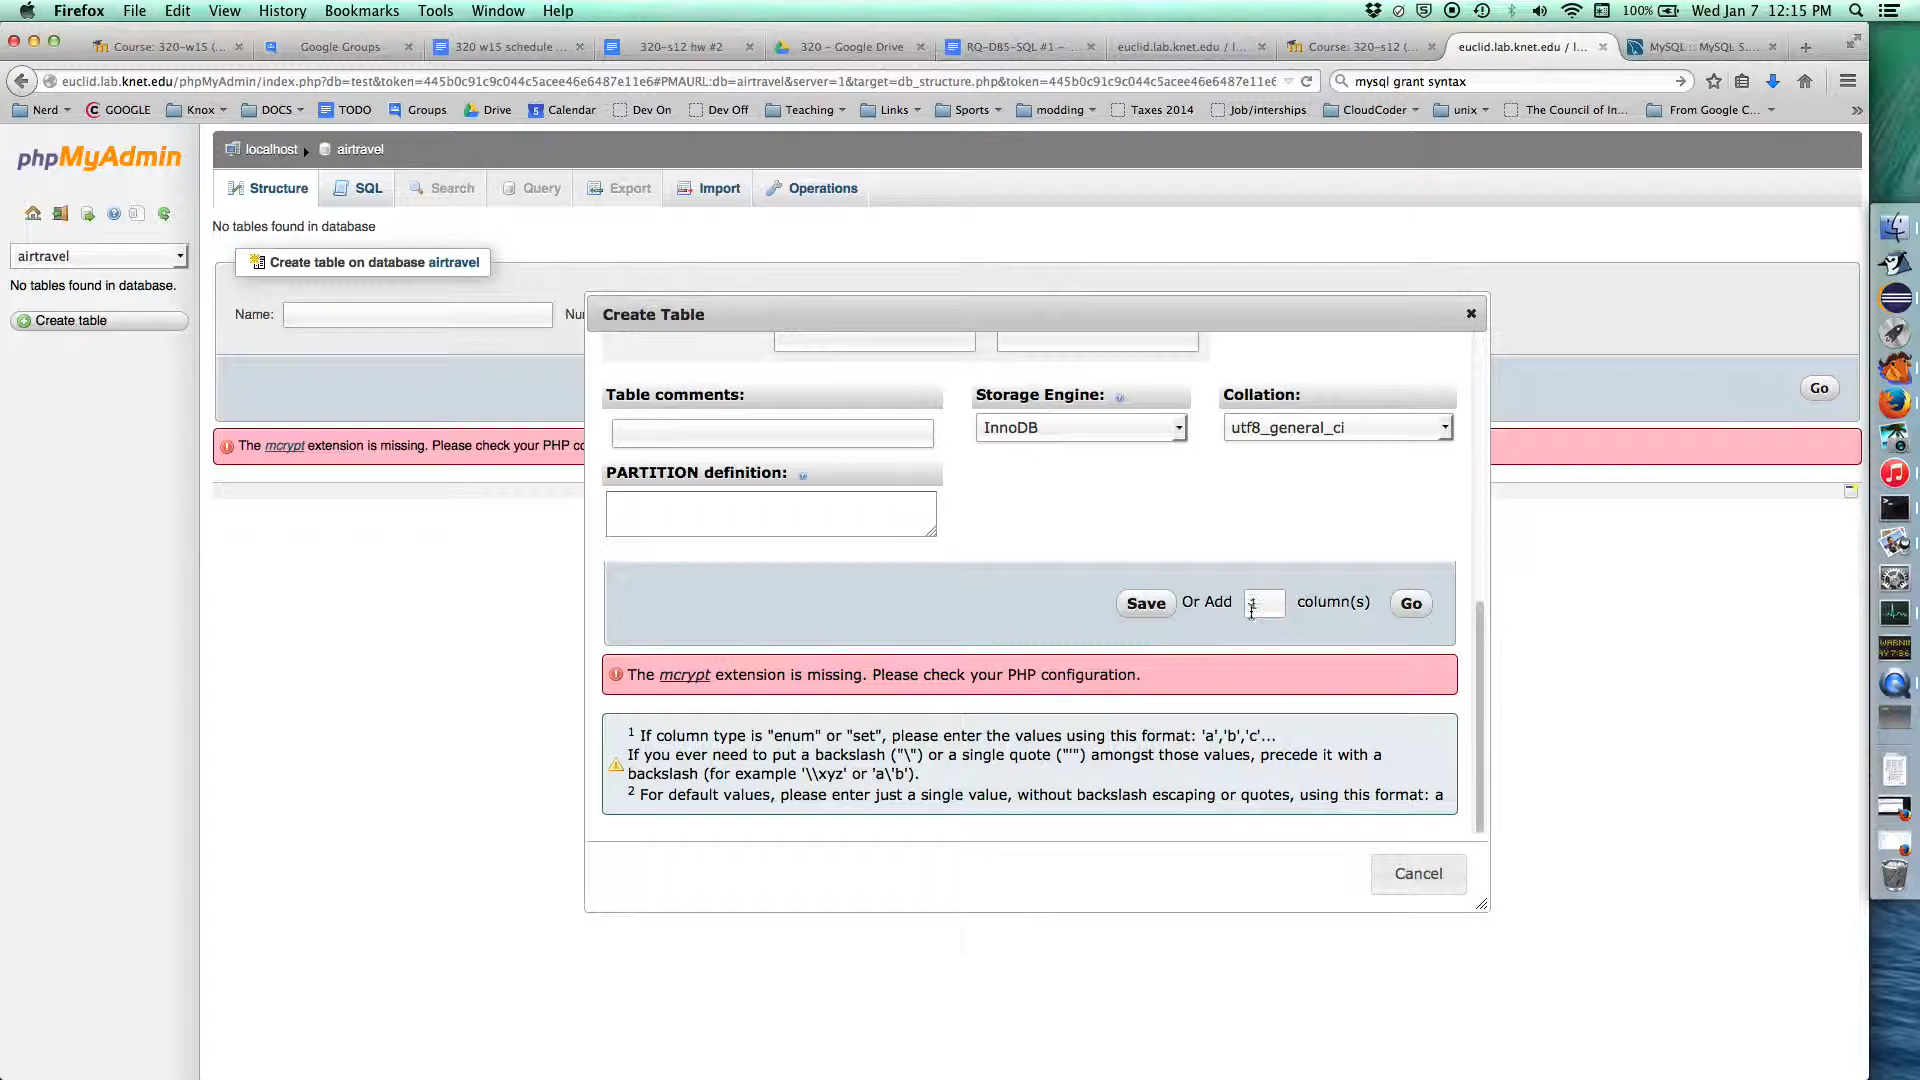 Firefox File Edit View History Bookmarks Tools Window Help 100% Wed Jan 7 12:15 PM
Course: 320-w15 ( Google Groups 320 w15 schedule ... 320-s12 hw #2 320 - Google Drive RQ-DB5-SQL #1 - ... euclid.lab.knet.edu / l... Course: 320-s12 ( euclid.lab.knet.edu / l... MySQL :: MySQL 5....
euclid.lab.knet.edu/phpMyAdmin/index.php?db=test&token=445b0c91c9c044c5acee46e6487e11e6#PMAURL:db=airtravel&server=1&target=db_structure.php&token=445b0c91c9c044c5acee46e6487e11e6 mysql grant syntax
Nerd GOOGLE Knox DOCS TODO Groups Drive Calendar Dev On Dev Off Teaching Links Sports modding Taxes 2014 Job/interships CloudCoder unix The Council of In... From Google C...
phpMyAdmin
localhost airtravel
Structure SQL Search Query Export Import Operations
airtravel
No tables found in database.
Create table
No tables found in database
Create table on database airtravel
Name:
Go
The mcrypt extension is missing. Please check your PHP co
Create Table
Table comments: Storage Engine: Collation:
InnoDB utf8_general_ci
PARTITION definition:
Save Or Add 1 column(s) Go
The mcrypt extension is missing. Please check your PHP configuration.
1 If column type is "enum" or "set", please enter the values using this format: 'a','b','c'...
If you ever need to put a backslash ("\") or a single quote ("'") amongst those values, precede it with a
backslash (for example '\\xyz' or 'a\'b').
2 For default values, please enter just a single value, without backslash escaping or quotes, using this format: a
Cancel